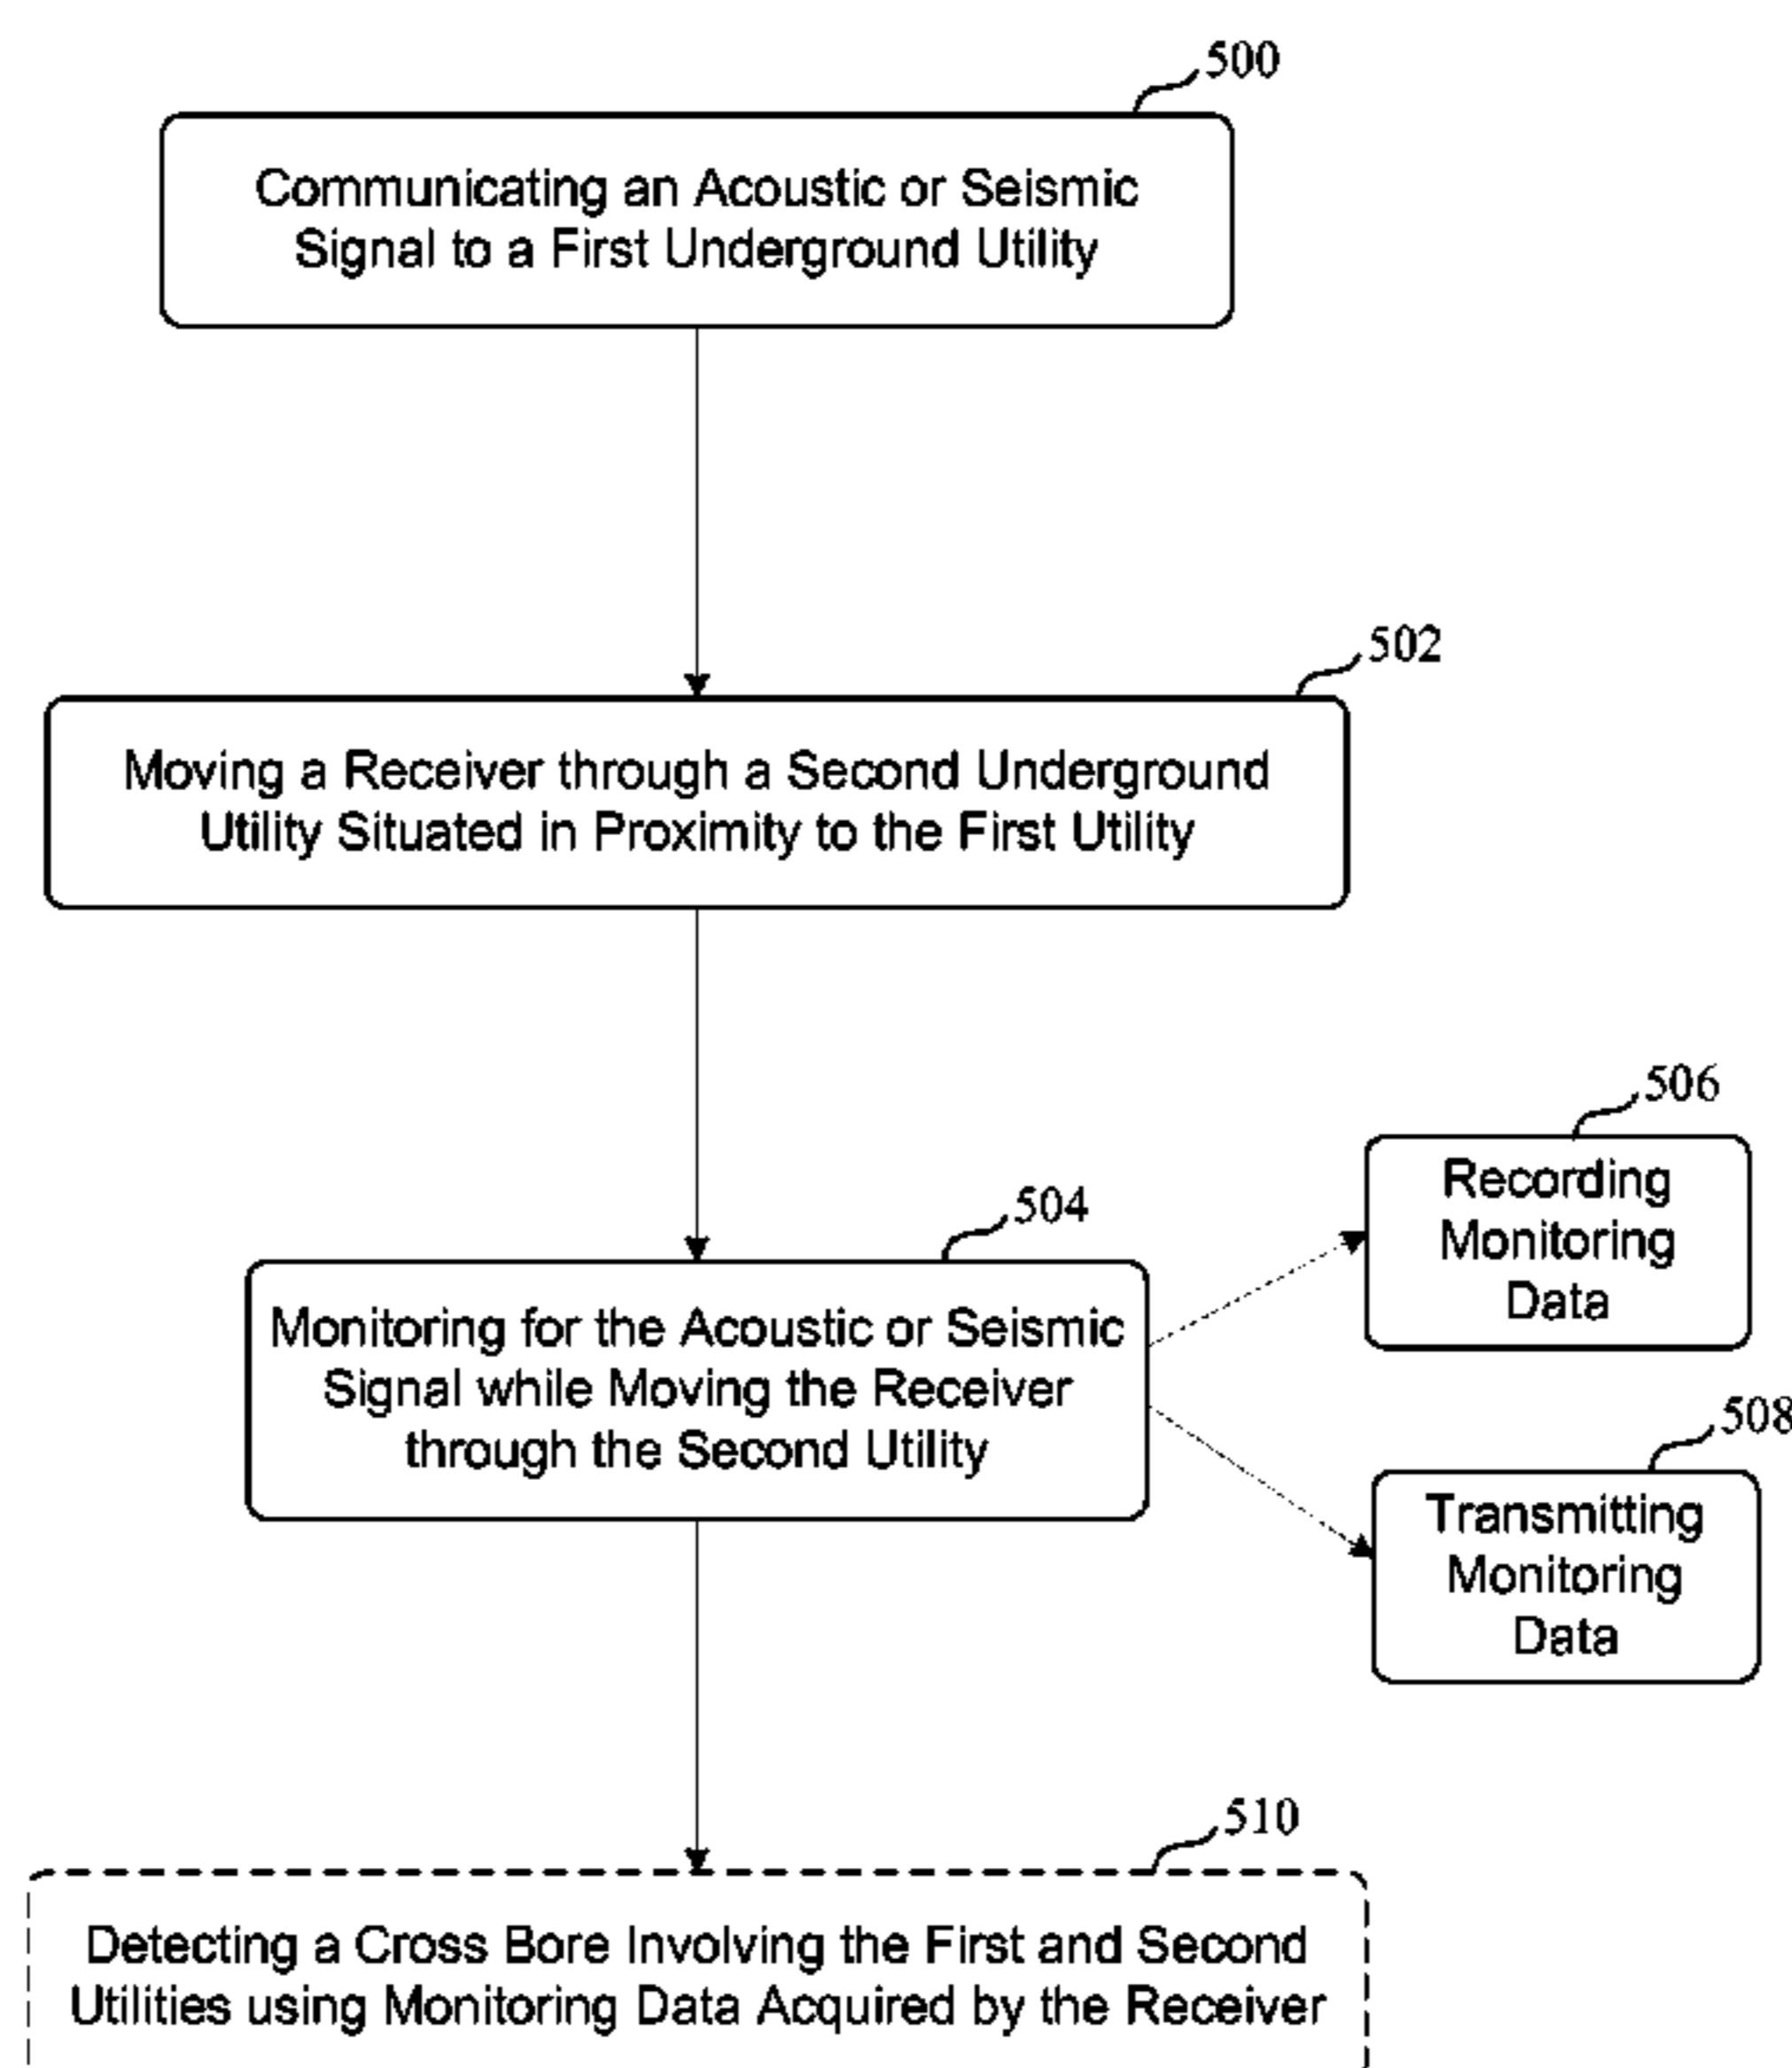 500
Communicating an Acoustic or Seismic
Signal to a First Underground Utility
502
Moving a Receiver through a Second Underground
Utility Situated in Proximity to the First Utility
504
Monitoring for the Acoustic or Seismic
Signal while Moving the Receiver
through the Second Utility
506
Recording
Monitoring
Data
508
Transmitting
Monitoring
Data
510
Detecting a Cross Bore Involving the First and Second
Utilities using Monitoring Data Acquired by the Receiver